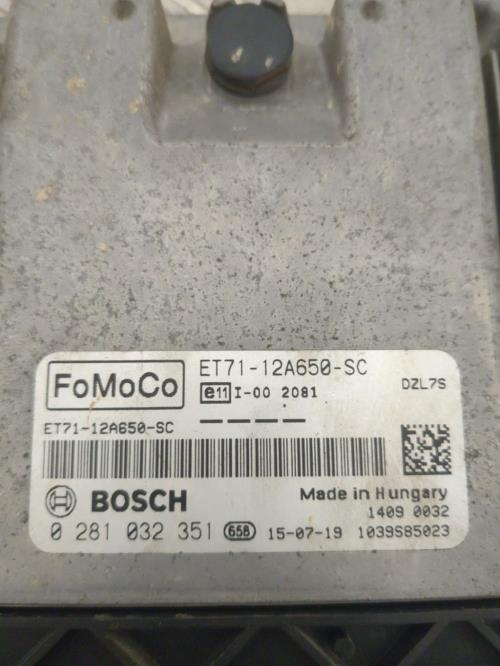 FoMoCo
ET71-12A650-SC
e11 I-00 2081
DZL7S
ET71-12A650-SC
BOSCH
Made in Hungary
1409 0032
0 281 032 351 658 15-07-19 1039S85023